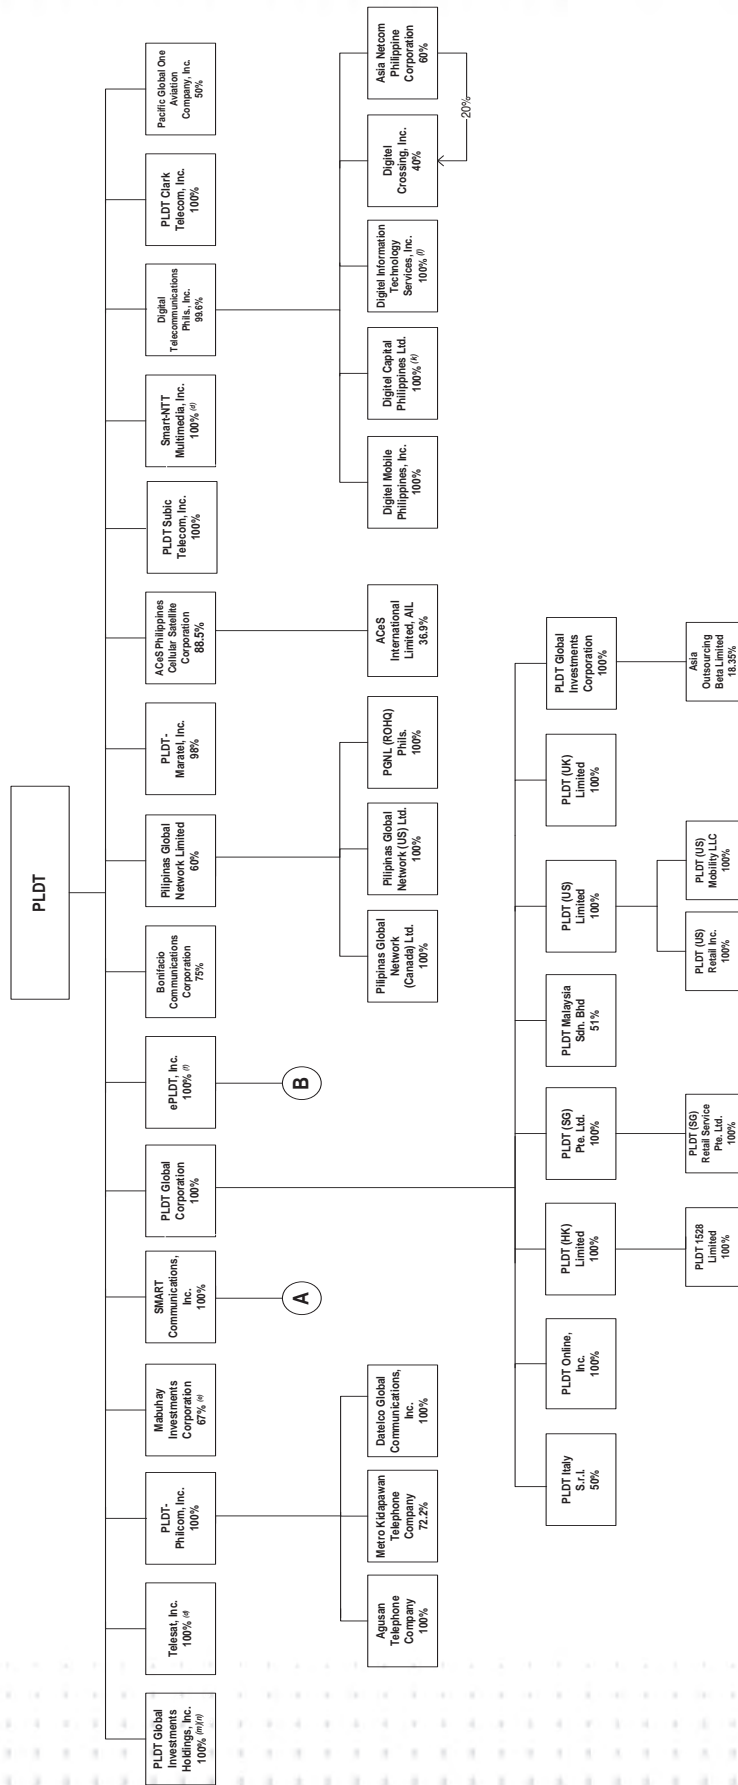 PLDT
PLDT Global
Investments
Holdings, Inc.
100% (m)(n)
Telesat, Inc.
100% (d)
PLDT-
Philcom, Inc.
100%
Mabuhay
Investments
Corporation
67% (e)
SMART
Communications,
Inc.
100%
PLDT Global
Corporation
100%
ePLDT, Inc.
100% (f)
Bonifacio
Communications
Corporation
75%
Pilipinas Global
Network Limited
60%
PLDT-
Maratel, Inc.
98%
ACeS Philippines
Cellular Satellite
Corporation
88.5%
PLDT Subic
Telecom, Inc.
100%
Smart-NTT
Multimedia, Inc.
100% (d)
Digital
Telecommunications
Phils., Inc.
99.6%
PLDT Clark
Telecom, Inc.
100%
Pacific Global One
Aviation
Company, Inc.
50%
A
B
Agusan
Telephone
Company
100%
Metro Kidapawan
Telephone
Company
72.2%
Datelco Global
Communications,
Inc.
100%
Pilipinas Global
Network
(Canada) Ltd.
100%
Pilipinas Global
Network (US) Ltd.
100%
PGNL (ROHQ)
Phils.
100%
ACeS
International
Limited, AIL
36.9%
Digitel Mobile
Philippines, Inc.
100%
Digitel Capital
Philippines Ltd.
100% (k)
Digitel Information
Technology
Services, Inc.
100% (l)
Digitel
Crossing, Inc.
40%
Asia Netcom
Philippine
Corporation
60%
20%
PLDT Italy
S.r.l.
50%
PLDT Online,
Inc.
100%
PLDT (HK)
Limited
100%
PLDT (SG)
Pte. Ltd.
100%
PLDT Malaysia
Sdn. Bhd
51%
PLDT (US)
Limited
100%
PLDT (UK)
Limited
100%
PLDT Global
Investments
Corporation
100%
PLDT 1528
Limited
100%
PLDT (SG)
Retail Service
Pte. Ltd.
100%
PLDT (US)
Retail Inc.
100%
PLDT (US)
Mobility LLC
100%
Asia
Outsourcing
Beta Limited
18.35%